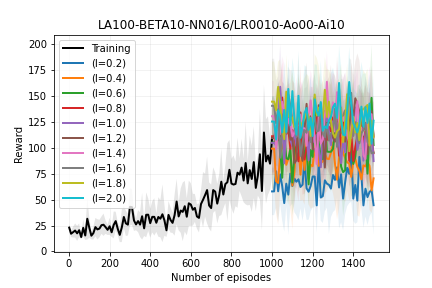 LA100-BETA10-NN016/LR0010-Ao00-Ai10
200
175
150
125
100
75
50
25
0
Reward
Training
(l=0.2)
(l=0.4)
(l=0.6)
(l=0.8)
(l=1.0)
(l=1.2)
(l=1.4)
(l=1.6)
(l=1.8)
(l=2.0)
0 200 400 600 800 1000 1200 1400
Number of episodes